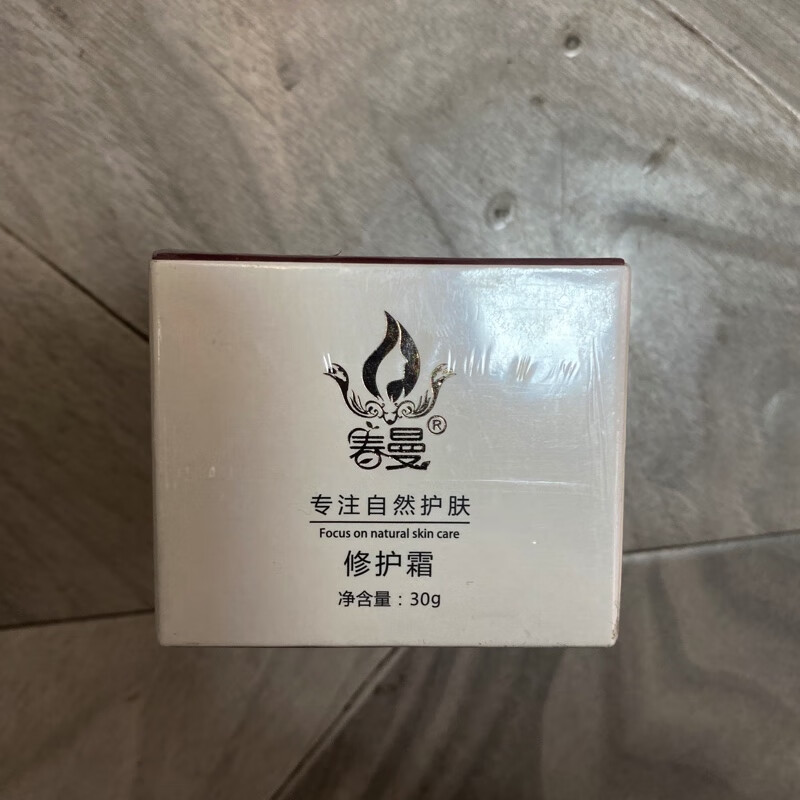 春曼®
专注自然护肤
Focus on natural skin care
修护霜
净含量：30g